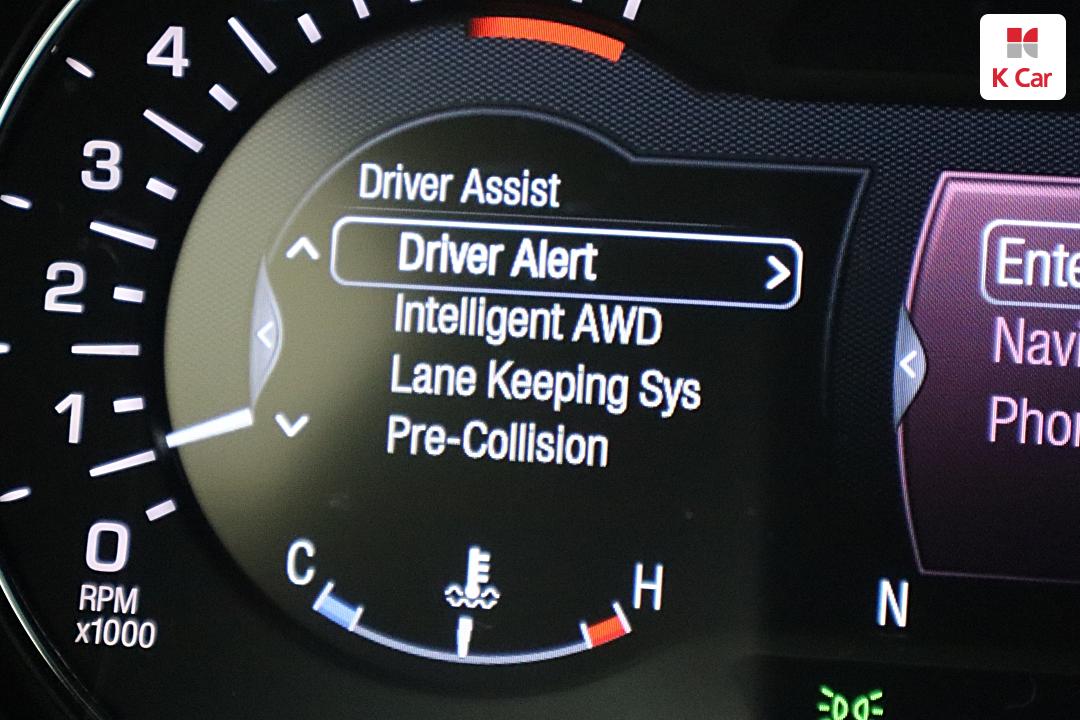 K Car
4
3
2
1
0
RPM
x1000
Driver Assist
Driver Alert
Intelligent AWD
Lane Keeping Sys
Pre-Collision
C
H
N